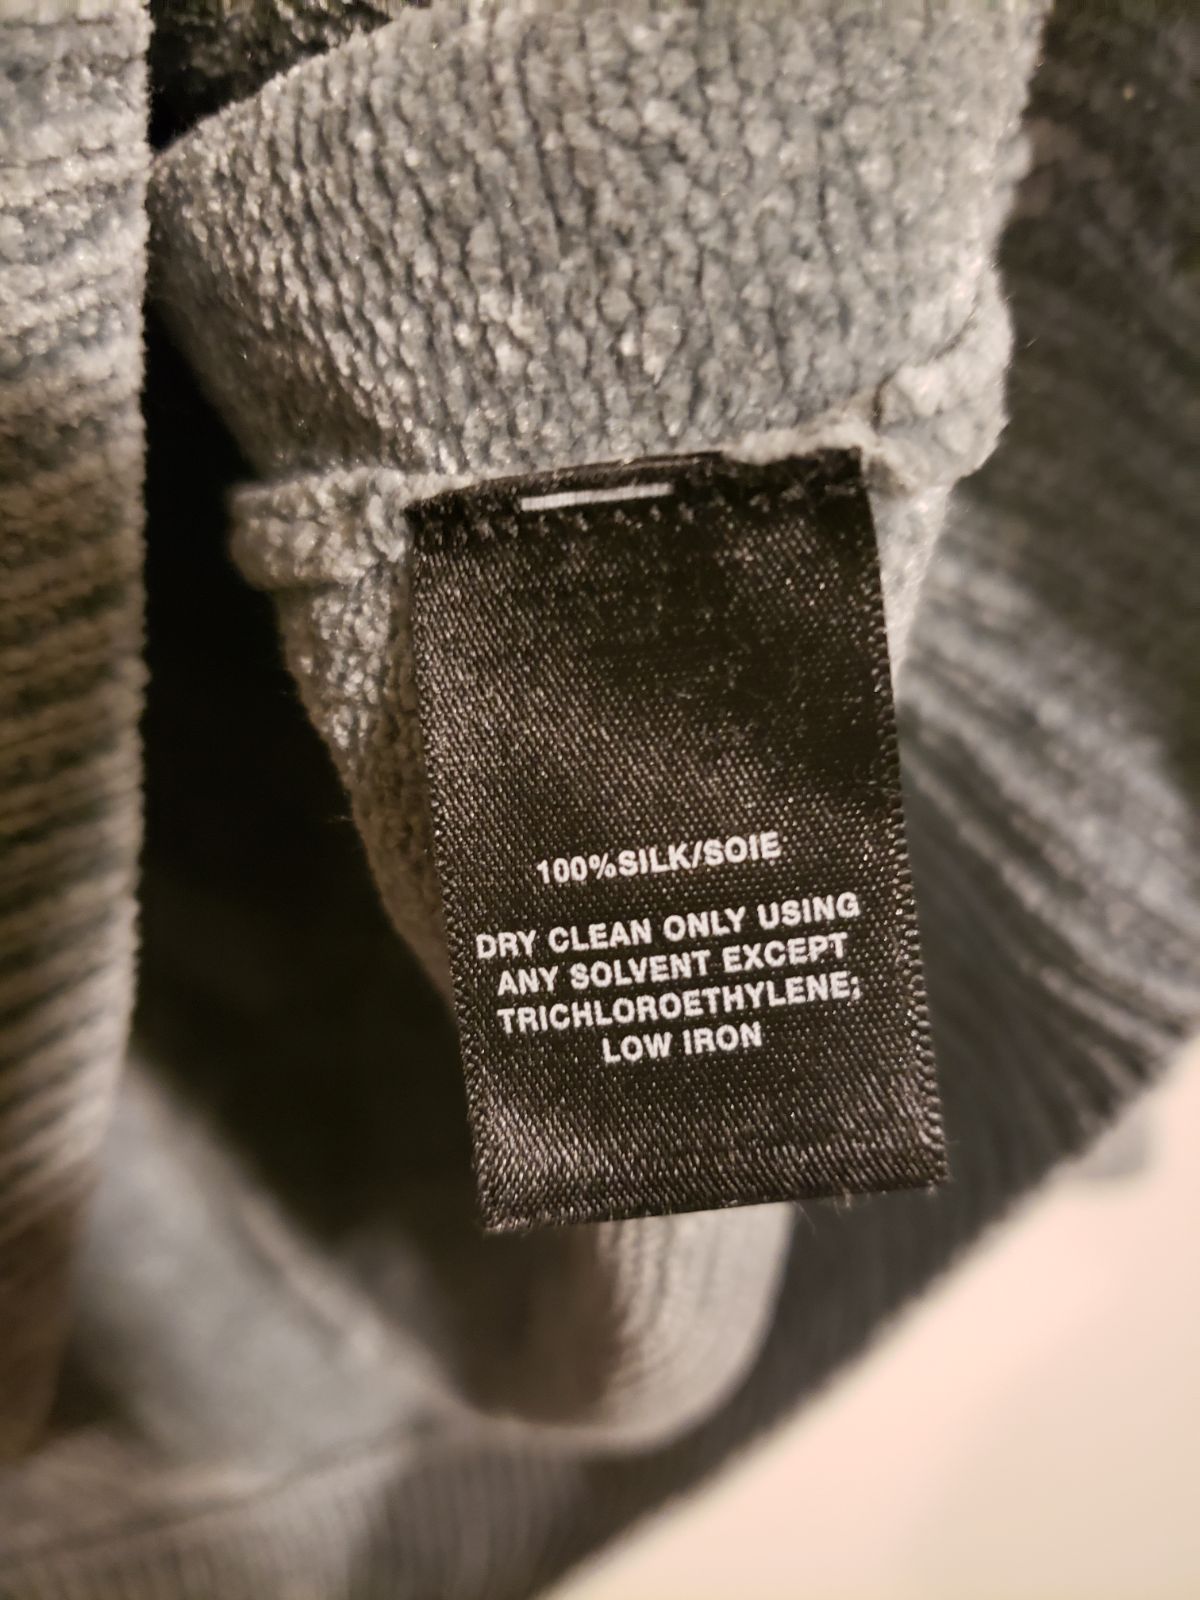 100%SILK/SOIE
DRY CLEAN ONLY USING
ANY SOLVENT EXCEPT
TRICHLOROETHYLENE;
LOW IRON